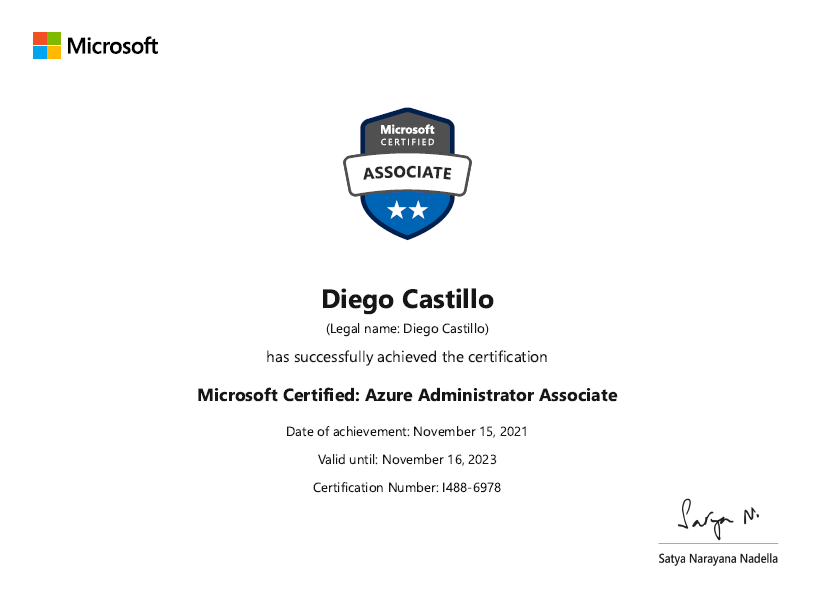 Microsoft
Microsoft
CERTIFIED
ASSOCIATE
Diego Castillo
(Legal name: Diego Castillo)
has successfully achieved the certification
Microsoft Certified: Azure Administrator Associate
Date of achievement: November 15, 2021
Valid until: November 16, 2023
Certification Number: I488-6978
Satya N.
Satya Narayana Nadella